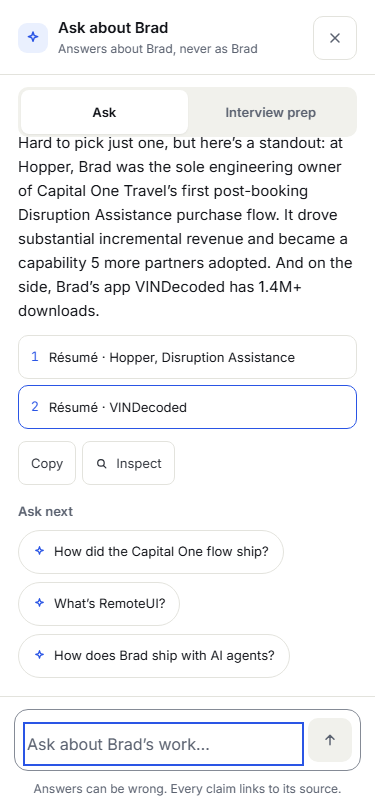 Ask about Brad
Answers about Brad, never as Brad
Ask
Interview prep
Hard to pick just one, but here's a standout: at
Hopper, Brad was the sole engineering owner
of Capital One Travel's first post-booking
Disruption Assistance purchase flow. It drove
substantial incremental revenue and became a
capability 5 more partners adopted. And on the
side, Brad's app VINDecoded has 1.4M+
downloads.
1 Résumé · Hopper, Disruption Assistance
2 Résumé · VINDecoded
Copy
Inspect
Ask next
How did the Capital One flow ship?
What's RemoteUI?
How does Brad ship with AI agents?
Ask about Brad's work...
Answers can be wrong. Every claim links to its source.